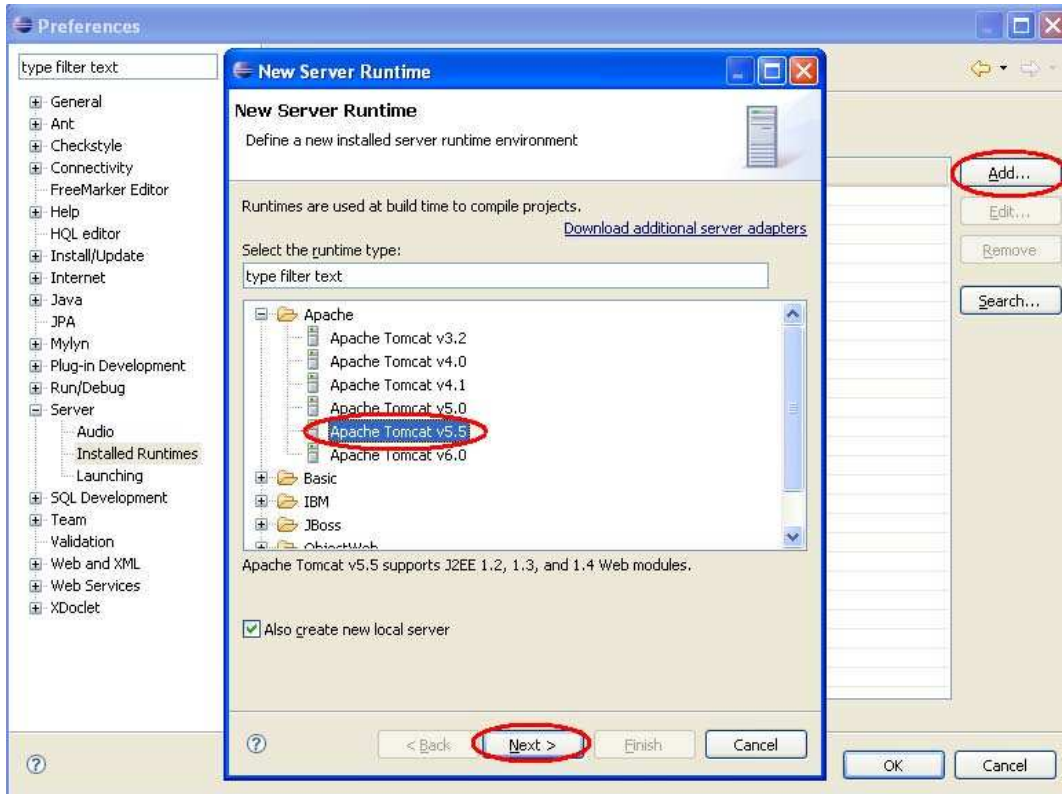 Preferences
type filter text
General
Ant
Checkstyle
Connectivity
FreeMarker Editor
Help
HQL editor
Install/Update
Internet
Java
JPA
Mylyn
Plug-in Development
Run/Debug
Server
Audio
Installed Runtimes
Launching
SQL Development
Team
Validation
Web and XML
Web Services
XDoclet
New Server Runtime
New Server Runtime
Define a new installed server runtime environment
Runtimes are used at build time to compile projects.
Download additional server adapters
Select the runtime type:
type filter text
Apache
Apache Tomcat v3.2
Apache Tomcat v4.0
Apache Tomcat v4.1
Apache Tomcat v5.0
Apache Tomcat v5.5
Apache Tomcat v6.0
Basic
IBM
JBoss
ObjectWeb
Apache Tomcat v5.5 supports J2EE 1.2, 1.3, and 1.4 Web modules.
Also create new local server
< Back Next > Finish Cancel
Add...
Edit...
Remove
Search...
OK Cancel